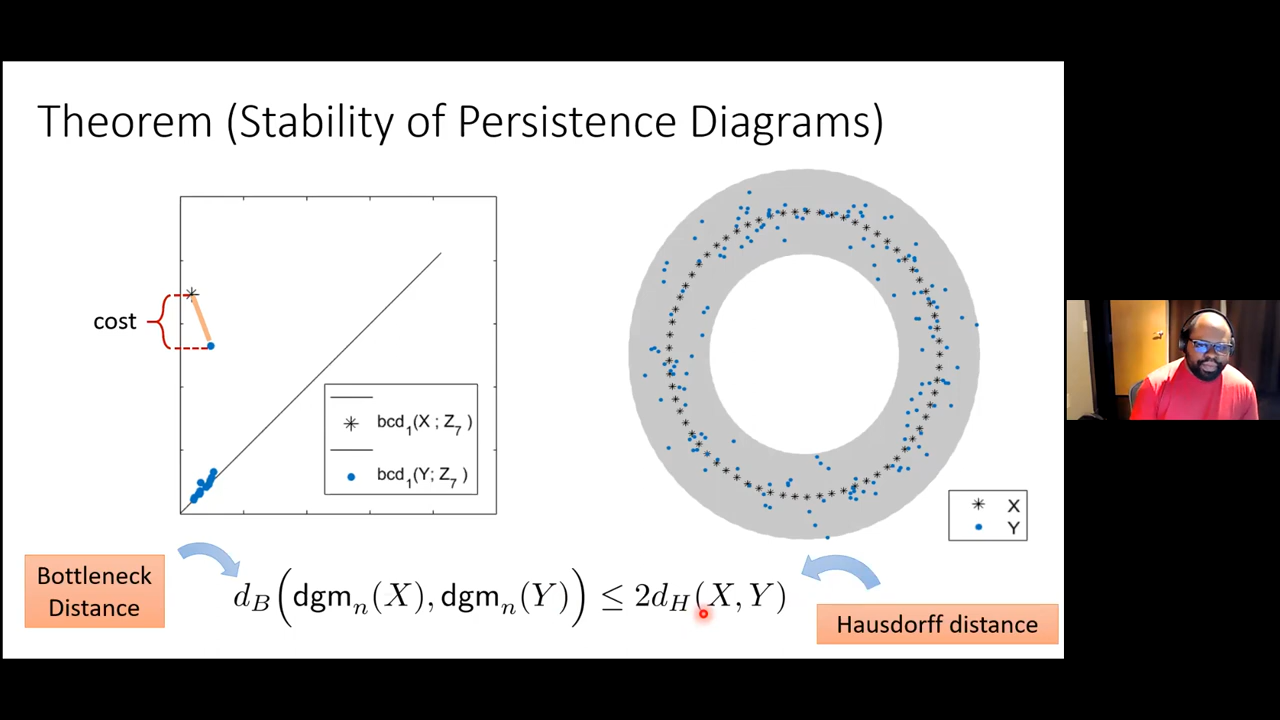 Theorem (Stability of Persistence Diagrams)
cost
bcd₁(X ; Z₇ )
bcd₁(Y; Z₇ )
X
Y
Bottleneck
Distance
d_B(dgm_n(X), dgm_n(Y)) ≤ 2d_H(X, Y)
Hausdorff distance